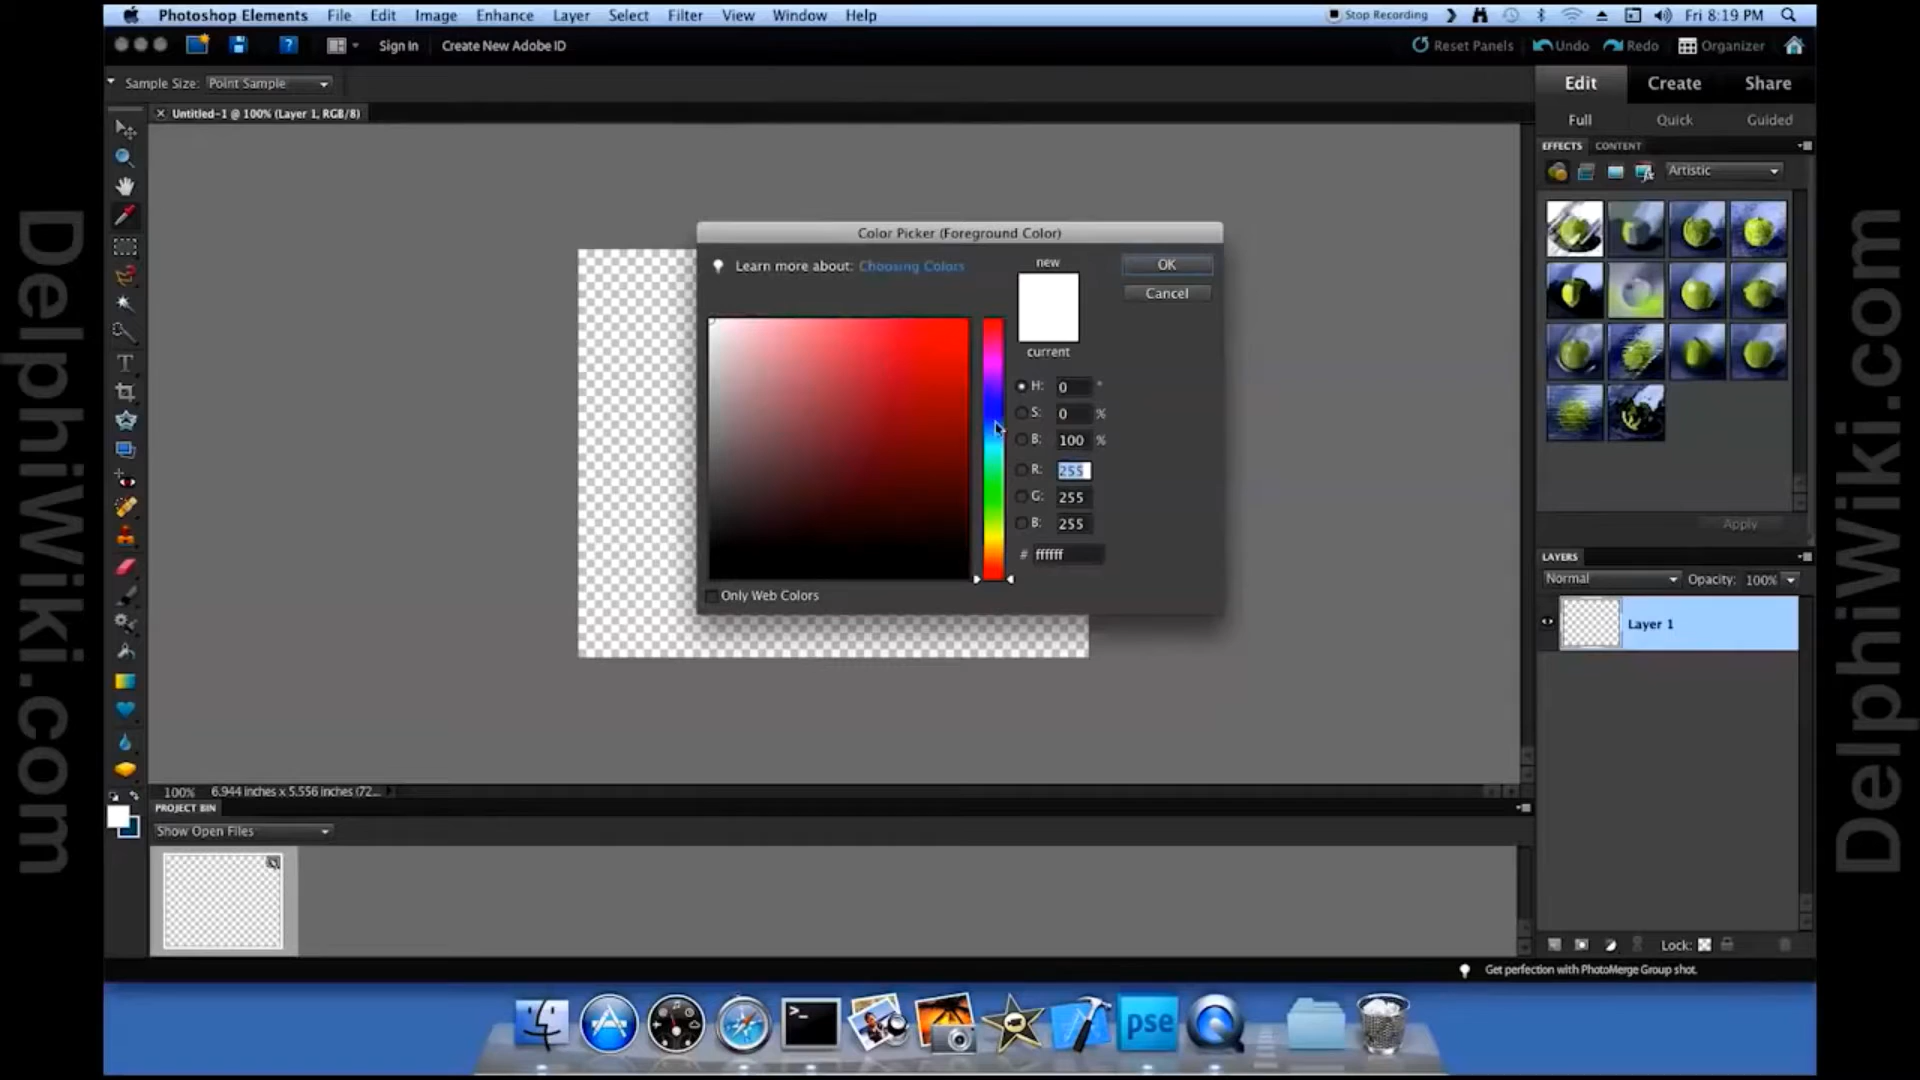 Photoshop Elements File Edit Image Enhance Layer Select Filter View Window Help Stop Recording Fri 8:19 PM
? Sign In Create New Adobe ID Reset Panels Undo Redo Organizer
Sample Size: Point Sample Edit Create Share
Untitled-1 @ 100% (Layer 1, RGB/8)
Full Quick Guided
EFFECTS CONTENT
Artistic
Apply
Color Picker (Foreground Color)
Learn more about: Choosing Colors
new
OK
Cancel
current
H: 0 °
S: 0 %
B: 100 %
R: 255
G: 255
B: 255
# ffffff
Only Web Colors
LAYERS
Normal Opacity: 100%
Layer 1
Lock:
100% 6.944 inches x 5.556 inches (72...
PROJECT BIN
Show Open Files
Get perfection with PhotoMerge Group shot.
pse
DelphiWiki.com
DelphiWiki.com